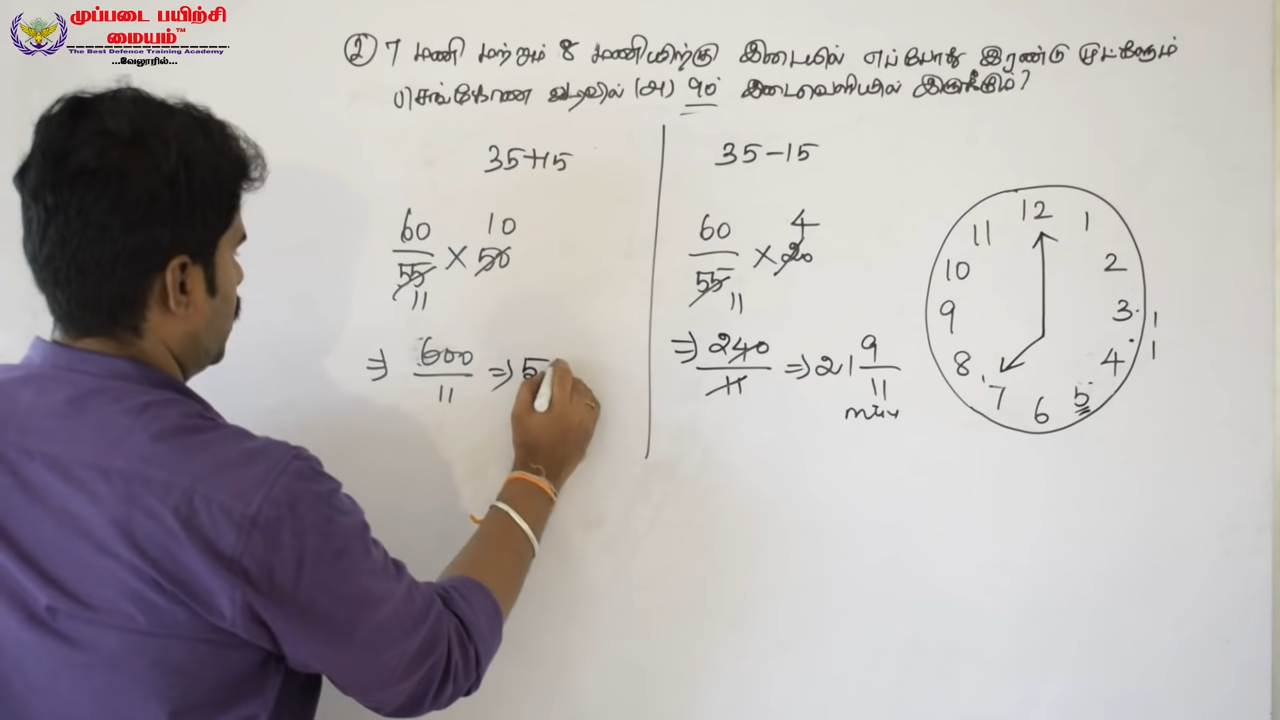 முப்படை பயிற்சி
மையம்™
The Best Defence Training Academy
...வேலூரில்...
② 7 மணி மற்றும் 8 மணியிற்கு இடையில் எப்போது இரண்டு முட்களும்
செங்கோண வடிவில் (அ) 90° இடைவெளியில் இருக்கும்?
35+15
60
10
55 × 50
11
⇒ 600 ⇒ 5
11
35-15
60
4
55 × 20
11
⇒ 240 ⇒ 21 9
11
11
12
11
1
10
2
9
3
8
4
7
6
5